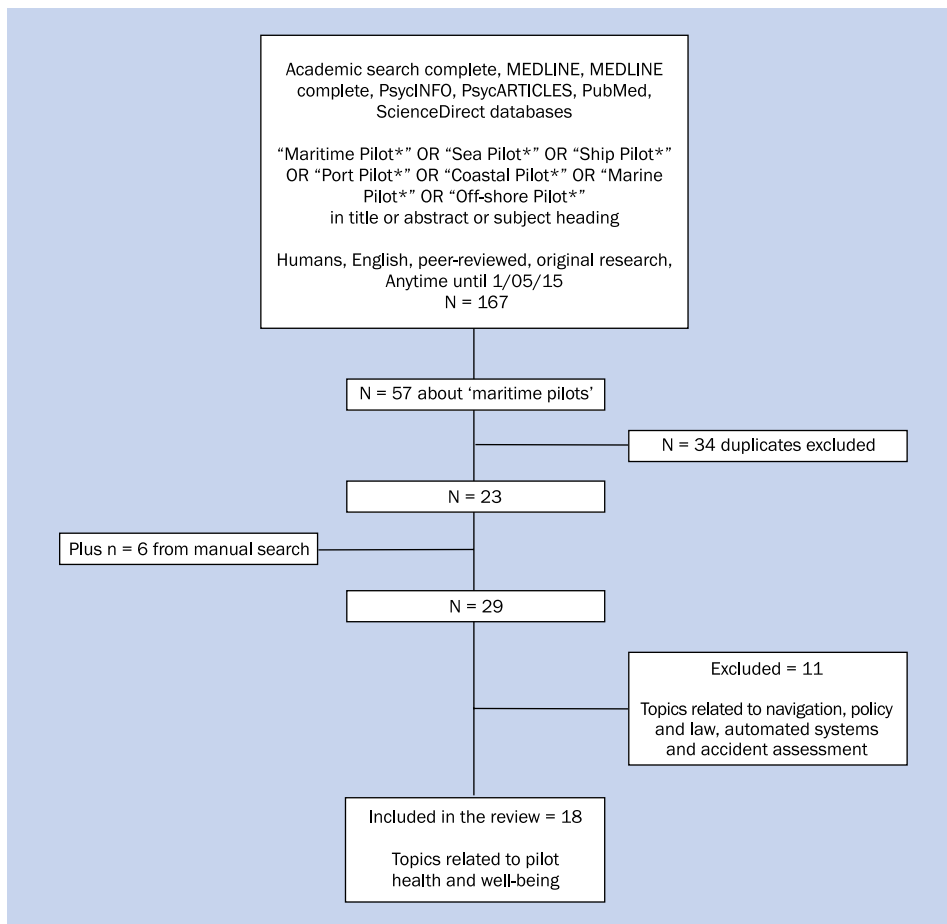 Academic search complete, MEDLINE, MEDLINE
complete, PsycINFO, PsycARTICLES, PubMed,
ScienceDirect databases
“Maritime Pilot*” OR “Sea Pilot*” OR “Ship Pilot*”
OR “Port Pilot*” OR “Coastal Pilot*” OR “Marine
Pilot*” OR “Off-shore Pilot*”
in title or abstract or subject heading
Humans, English, peer-reviewed, original research,
Anytime until 1/05/15
N = 167
N = 57 about ‘maritime pilots’
N = 34 duplicates excluded
N = 23
Plus n = 6 from manual search
N = 29
Excluded = 11
Topics related to navigation, policy
and law, automated systems
and accident assessment
Included in the review = 18
Topics related to pilot
health and well-being